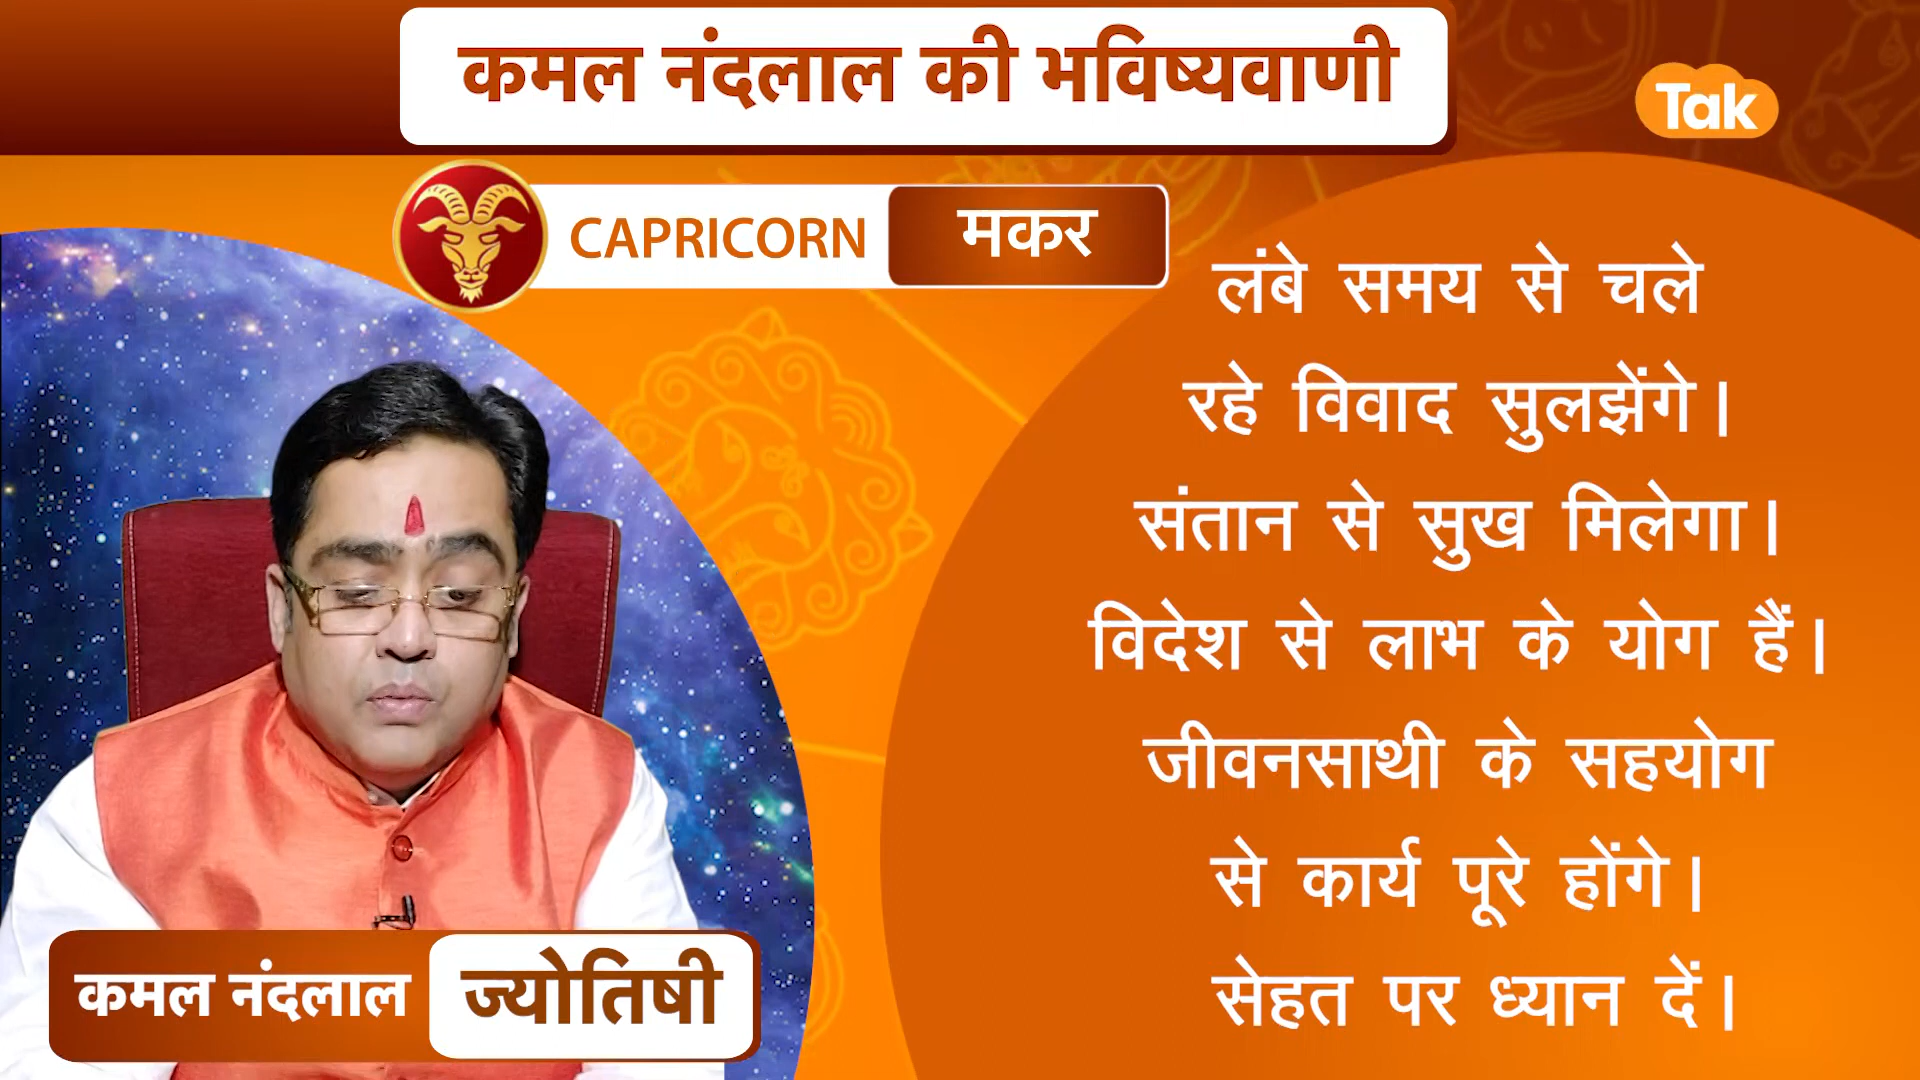 कमल नंदलाल की भविष्यवाणी
Tak
CAPRICORN मकर
लंबे समय से चले
रहे विवाद सुलझेंगे।
संतान से सुख मिलेगा।
विदेश से लाभ के योग हैं।
जीवनसाथी के सहयोग
से कार्य पूरे होंगे।
सेहत पर ध्यान दें।
कमल नंदलाल ज्योतिषी